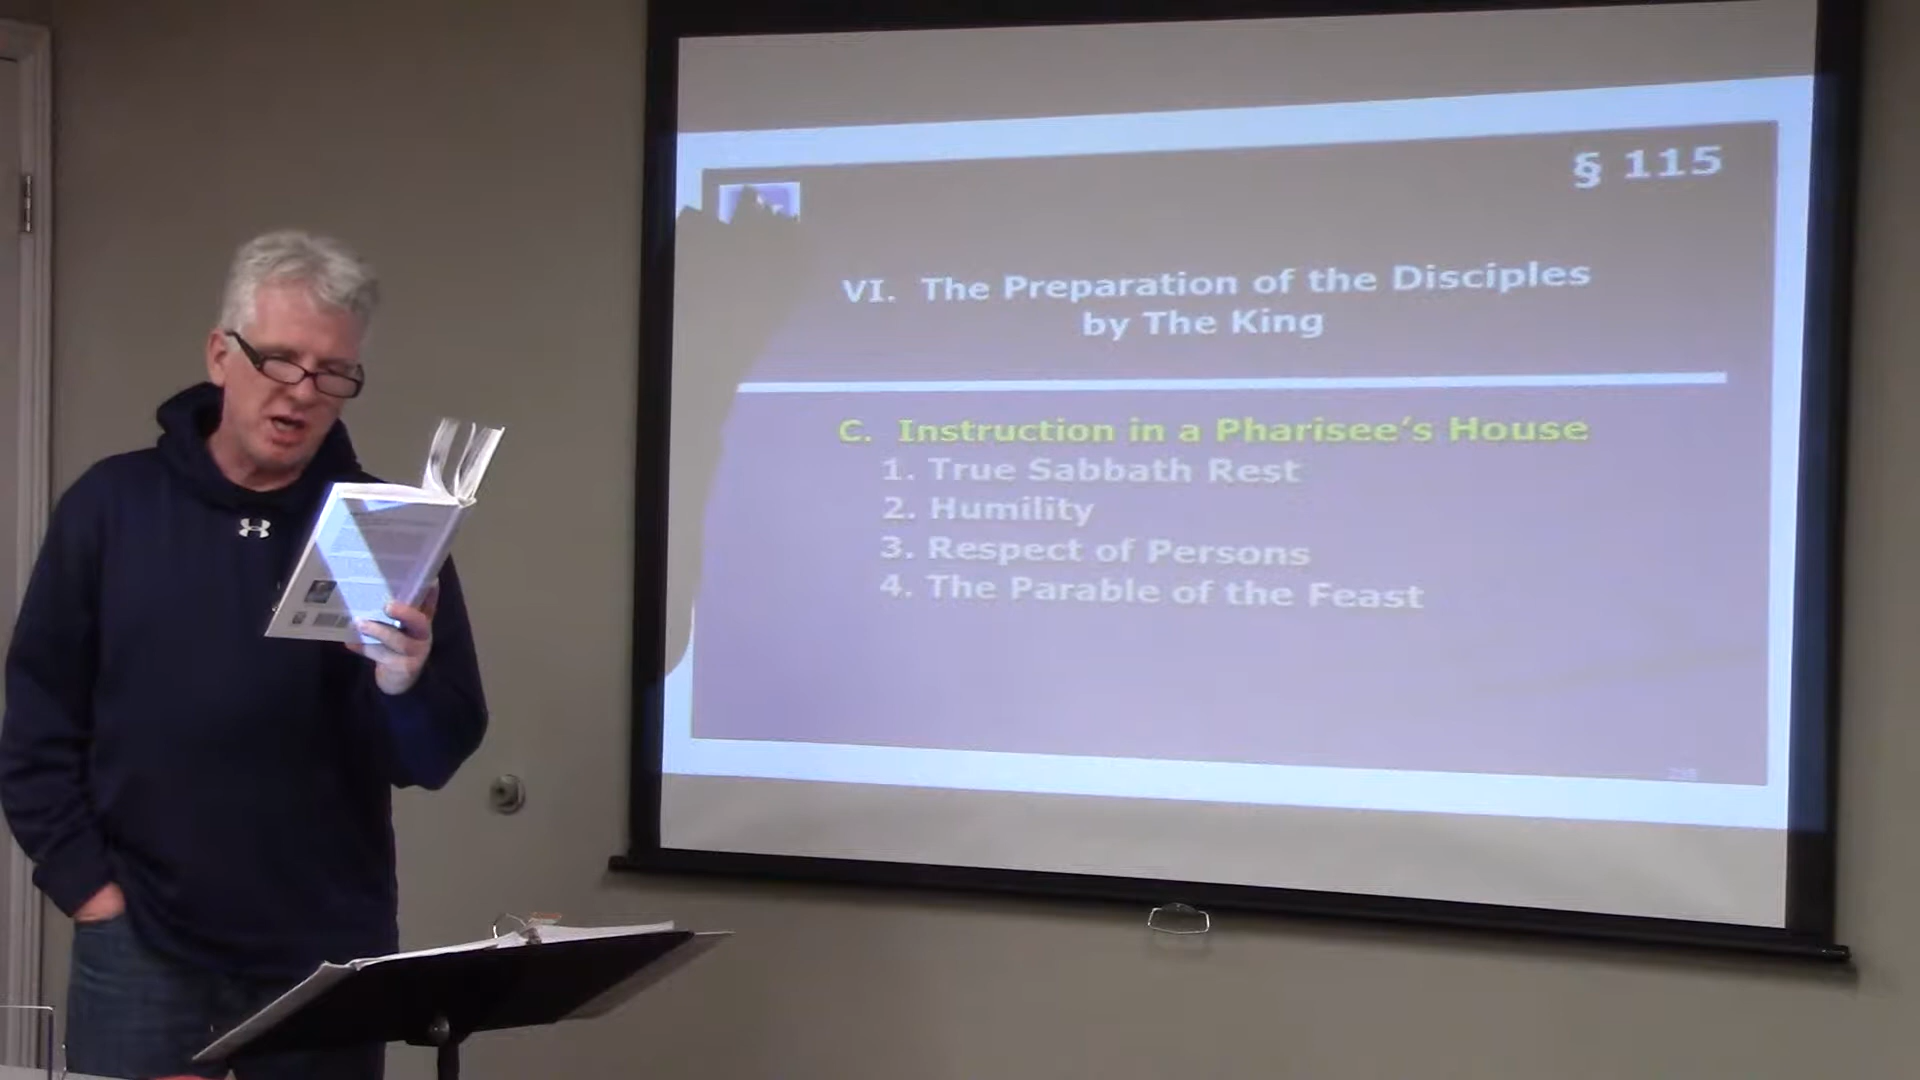 § 115
VI. The Preparation of the Disciples
by The King
C. Instruction in a Pharisee's House
1. True Sabbath Rest
2. Humility
3. Respect of Persons
4. The Parable of the Feast